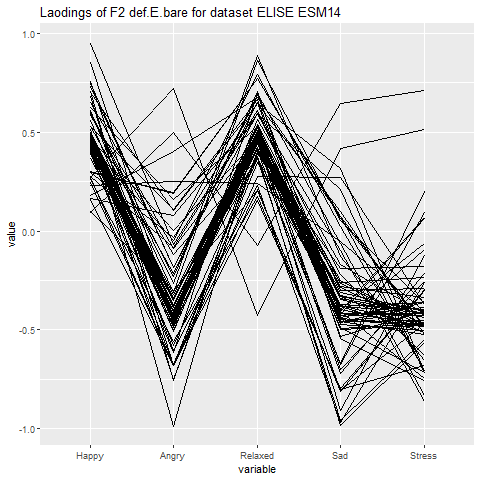 Laodings of F2 def.E.bare for dataset ELISE ESM14
1.0
0.5
0.0
-0.5
-1.0
value
Happy Angry Relaxed Sad Stress
variable